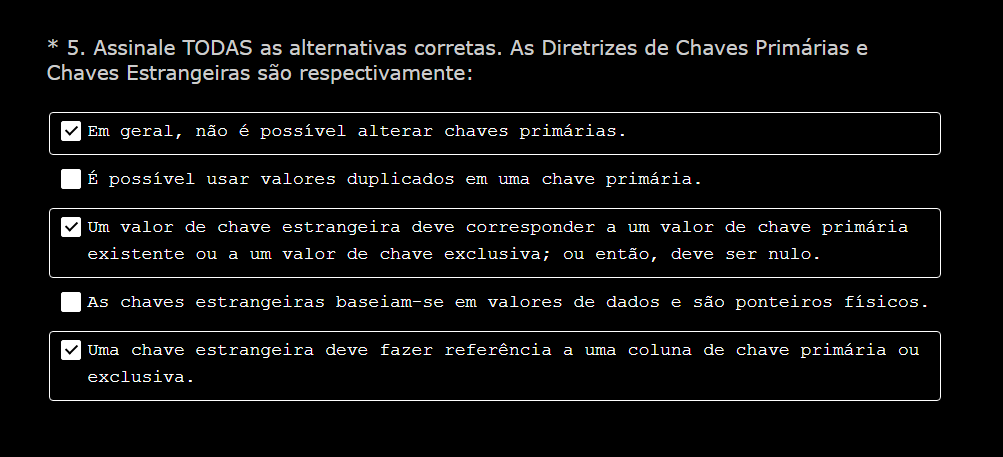 * 5. Assinale TODAS as alternativas corretas. As Diretrizes de Chaves Primárias e
Chaves Estrangeiras são respectivamente:
Em geral, não é possível alterar chaves primárias.
É possível usar valores duplicados em uma chave primária.
Um valor de chave estrangeira deve corresponder a um valor de chave primária
existente ou a um valor de chave exclusiva; ou então, deve ser nulo.
As chaves estrangeiras baseiam-se em valores de dados e são ponteiros físicos.
Uma chave estrangeira deve fazer referência a uma coluna de chave primária ou
exclusiva.